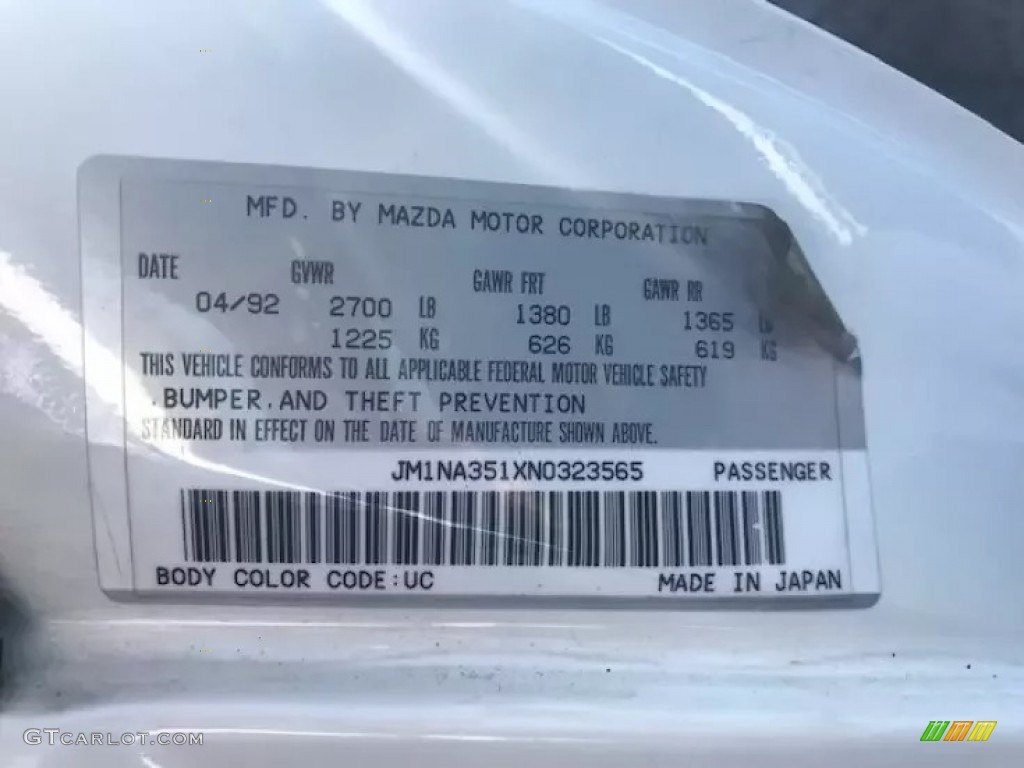 MFD. BY MAZDA MOTOR CORPORATION
DATE GVWR GAWR FRT GAWR RR
04/92 2700 LB 1380 LB 1365 LB
1225 KG 626 KG 619 KG
THIS VEHICLE CONFORMS TO ALL APPLICABLE FEDERAL MOTOR VEHICLE SAFETY
, BUMPER, AND THEFT PREVENTION
STANDARD IN EFFECT ON THE DATE OF MANUFACTURE SHOWN ABOVE.
JM1NA351XN0323565 PASSENGER
BODY COLOR CODE:UC MADE IN JAPAN
GTCARLOT.COM